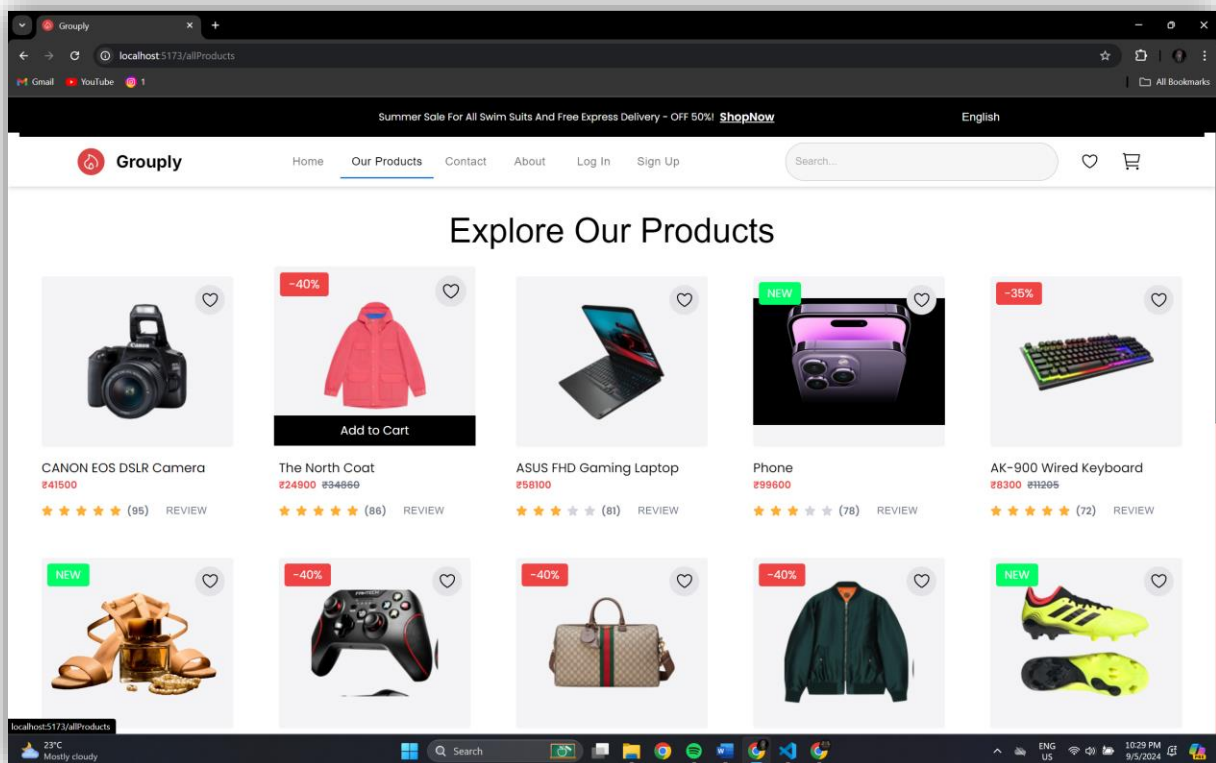 Grouply
localhost:5173/allProducts
Gmail YouTube 1 All Bookmarks
Summer Sale For All Swim Suits And Free Express Delivery - OFF 50%! ShopNow English
Grouply Home Our Products Contact About Log In Sign Up Search...
Explore Our Products
-40% NEW -35%
Canon
Add to Cart
CANON EOS DSLR Camera The North Coat ASUS FHD Gaming Laptop Phone AK-900 Wired Keyboard
₹41500 ₹24900 ₹34860 ₹58100 ₹99600 ₹8300 ₹11205
(95) REVIEW (86) REVIEW (81) REVIEW (78) REVIEW (72) REVIEW
NEW -40% -40% -40% NEW
FANTECH
localhost:5173/allProducts
23°C
Mostly cloudy
Search
ENG
US
10:29 PM
9/5/2024